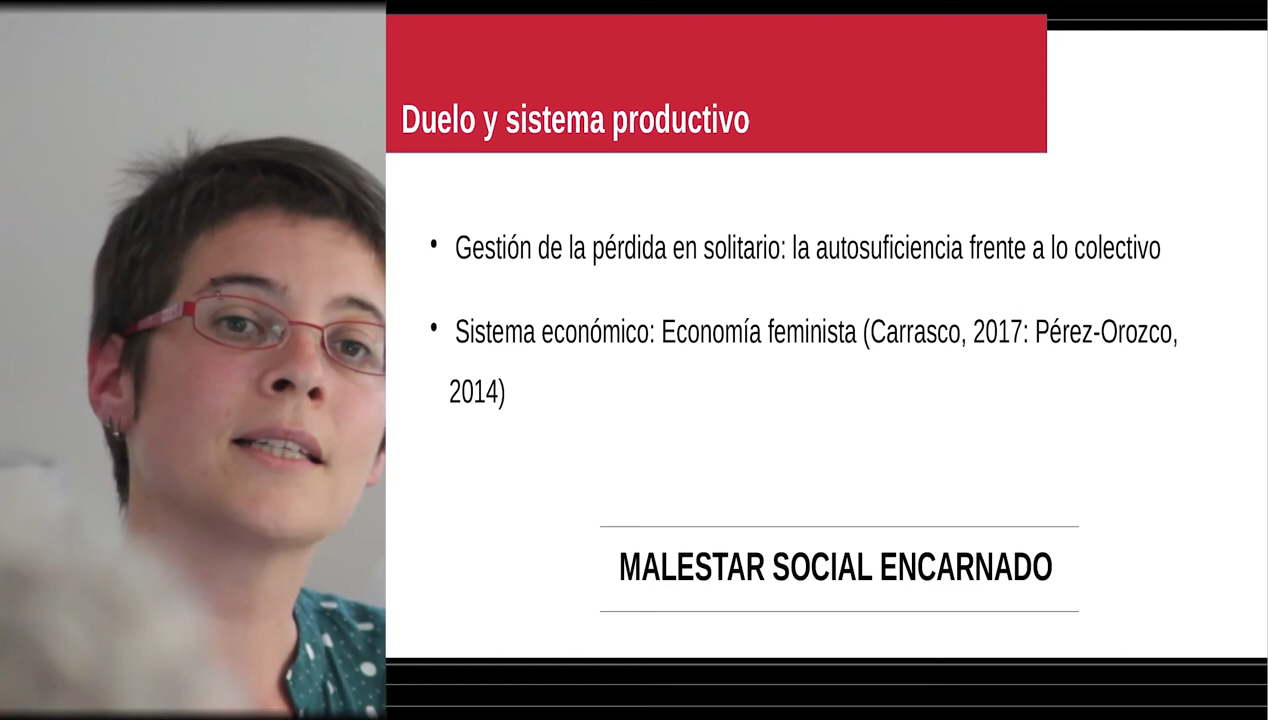 Duelo y sistema productivo
• Gestión de la pérdida en solitario: la autosuficiencia frente a lo colectivo
• Sistema económico: Economía feminista (Carrasco, 2017: Pérez-Orozco,
2014)
MALESTAR SOCIAL ENCARNADO